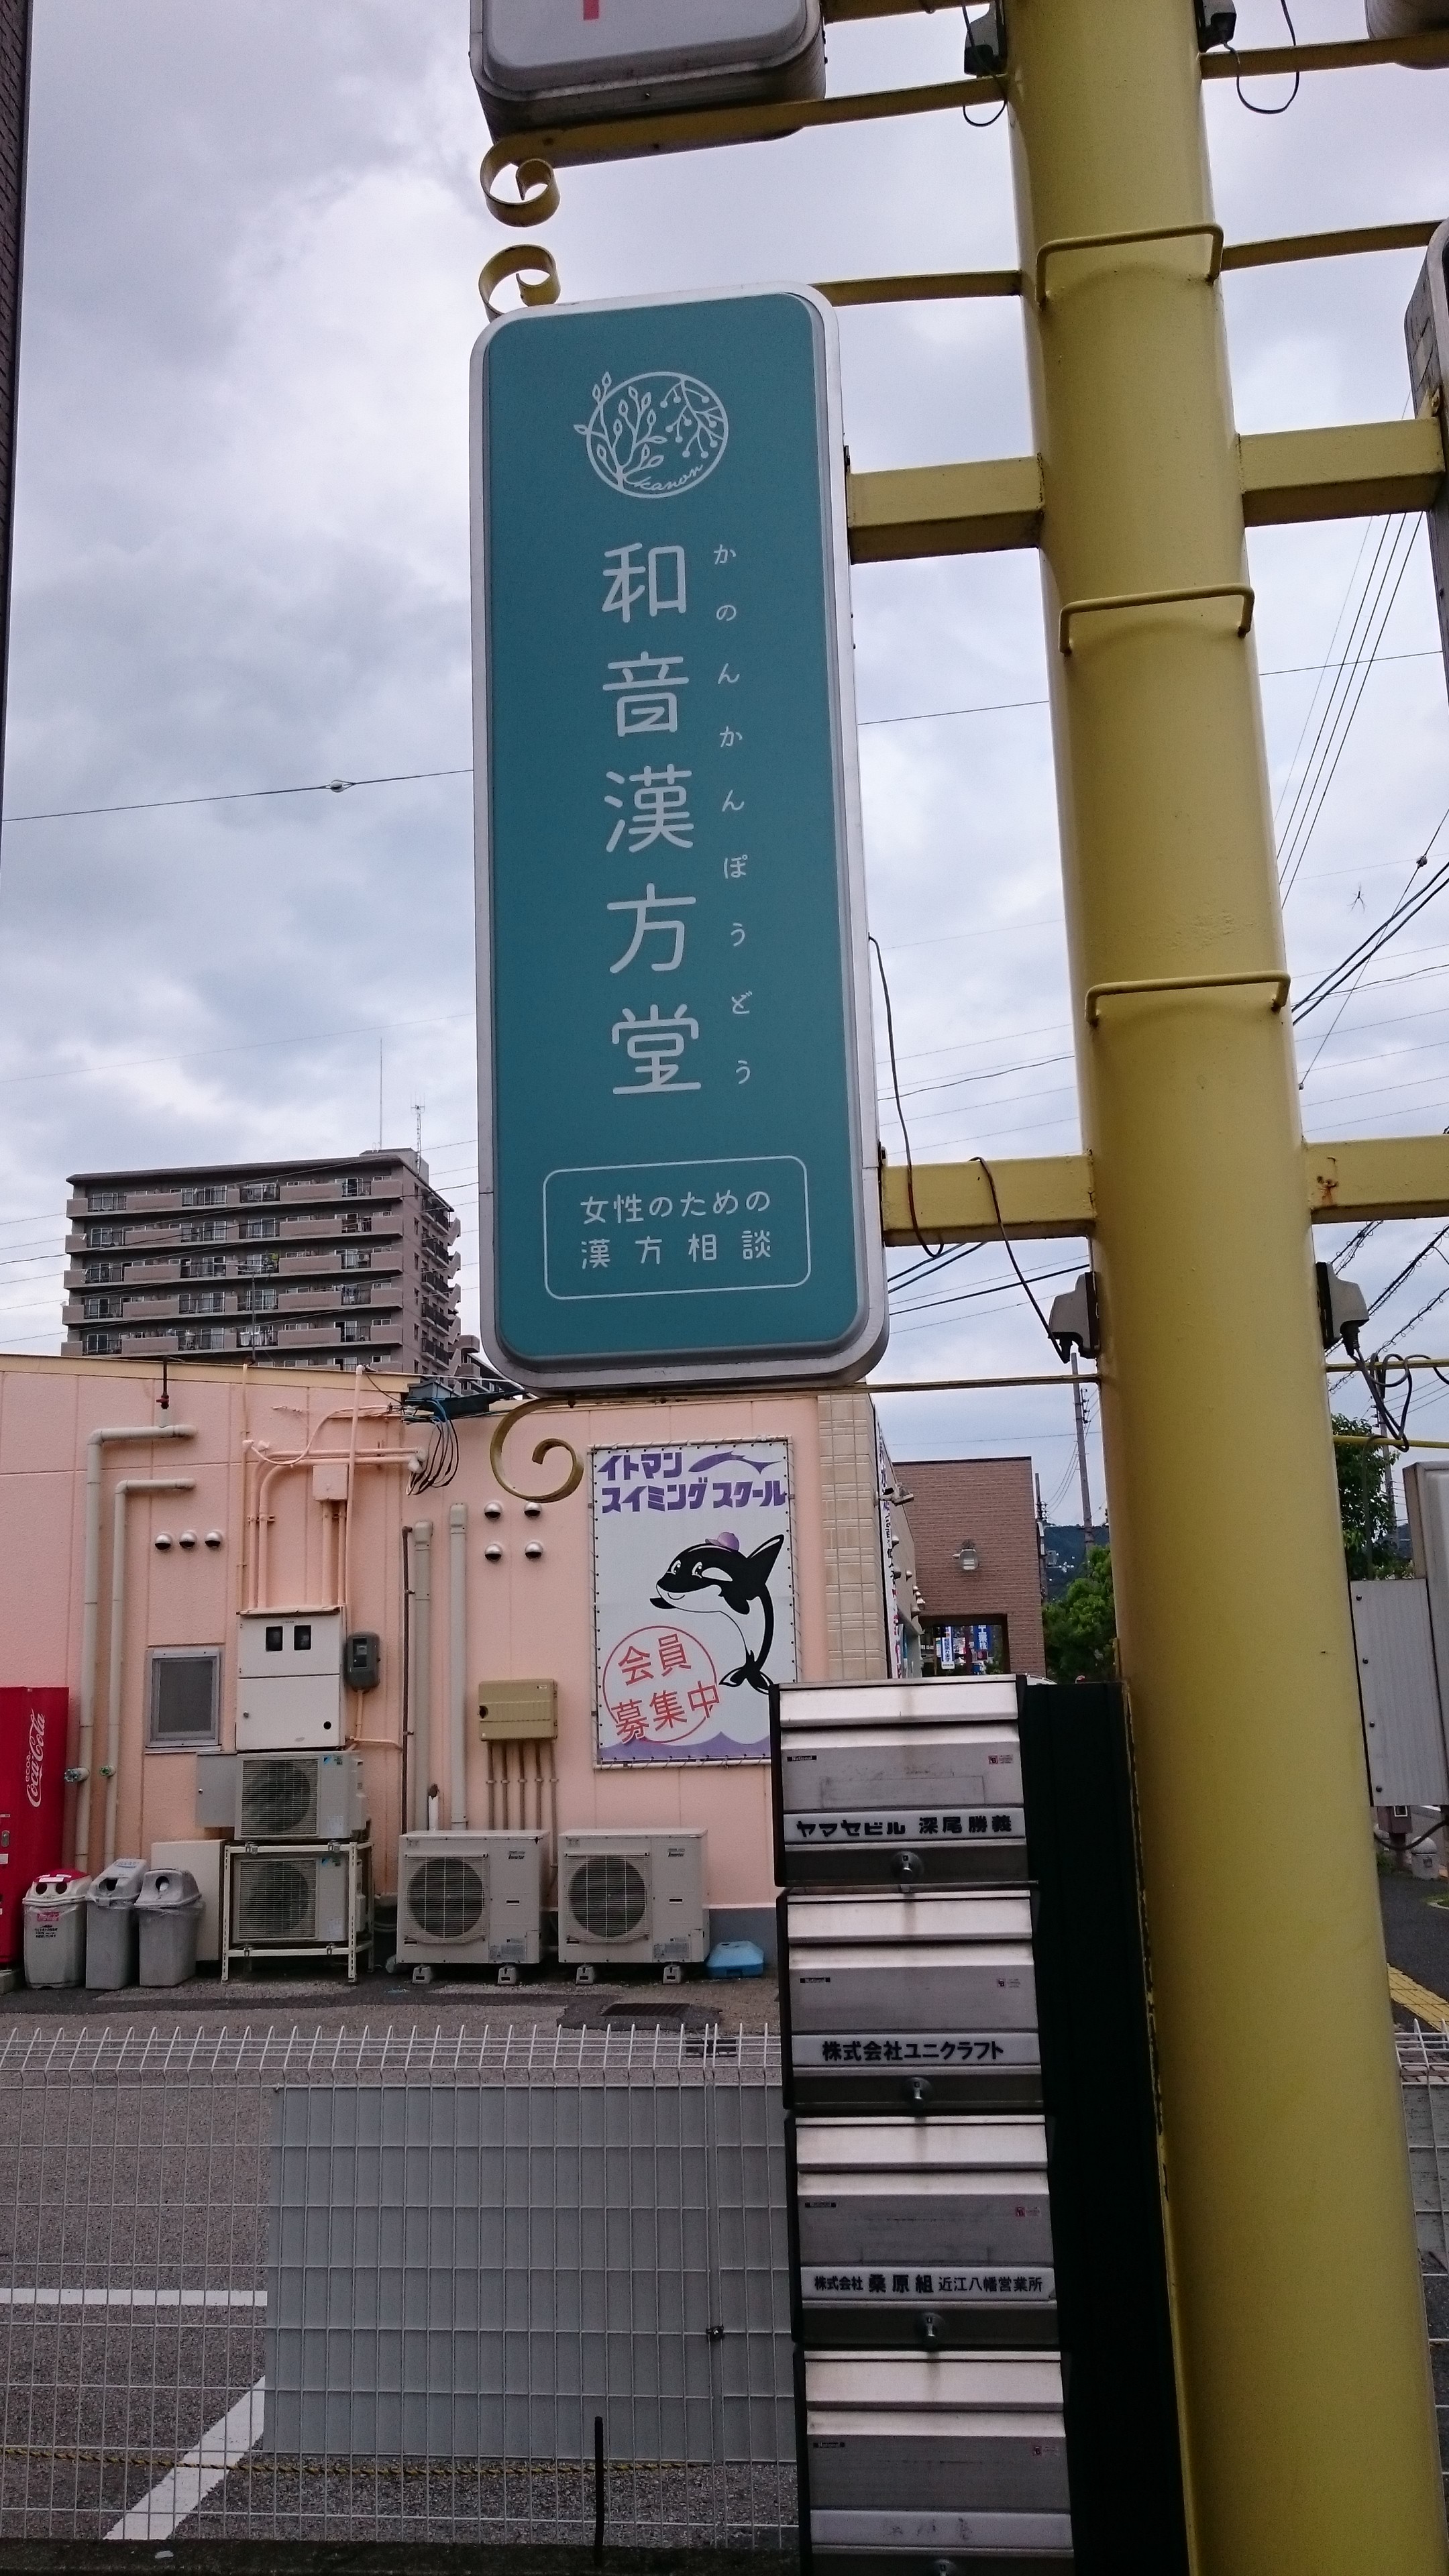 kanon
和音漢方堂
かのんかんぽうどう
女性のための
漢方相談
イトマン
スイミングスクール
会員
募集中
Coca-Cola
ヤマセビル 深尾勝義
株式会社ユニクラフト
株式会社 桑原組 近江八幡営業所